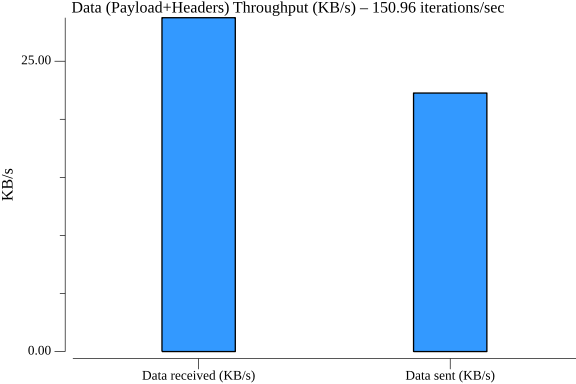 Data (Payload+Headers) Throughput (KB/s) – 150.96 iterations/sec
25.00
KB/s
0.00
Data received (KB/s)
Data sent (KB/s)